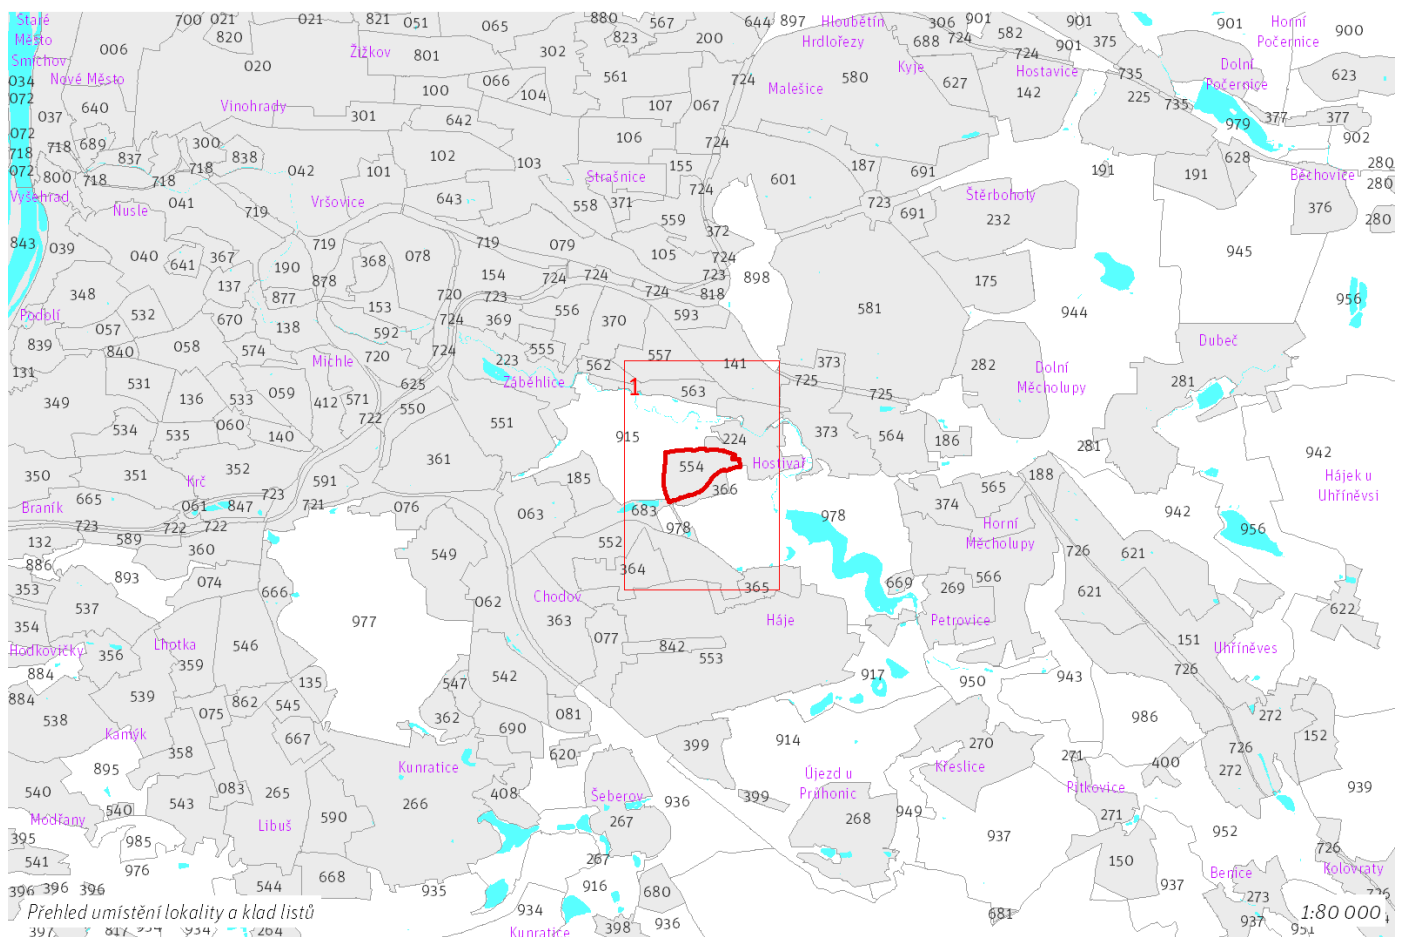 Staré
Město
Smíchov
Nové Město
Žižkov
Vinohrady
Hloubětín
Hrdlořezy
Kyje
Malešice
Hostavice
Horní
Počernice
Dolní
Počernice
Běchovice
Vyšehrad
Nusle
Vršovice
Strašnice
Štěrboholy
Podolí
Michle
Záběhlice
Dubeč
Dolní
Měcholupy
Hostivař
Krč
Braník
Hájek u
Uhříněvsi
Horní
Měcholupy
Chodov
Háje
Petrovice
Uhříněves
Hodkovičky
Lhotka
Kamýk
Kunratice
Šeberov
Újezd u
Průhonic
Křeslice
Pitkovice
Modřany
Libuš
Benice
Kolovraty
Kunratice
1
700 021 021 821 051 065 880 567 644 897 306 901 901 901 900
006 820 801 302 823 200 688 724 582 724 901 375
020 066 561 724 580 627 142 735 623
034 072 640 100 104 107 067 225 735 979 377 377 902
037 301 642 106 724
072 718 689 300 837 838 102 103 155 187 691 191 628 191 280
072 800 718 718 718 042 101 601 724 280
041 719 643 558 371 559 723 691 232 376 280
843 039 040 641 367 719 368 078 719 079 105 372 724 723 898 945
348 137 190 878 154 724 724 724 818 175 956
877 153 720 723 556 593 581 944
057 532 670 138 592 724 369 370
839 840 058 574 720 724 223 555 557 141 373 282 281
131 531 136 533 059 625 562 563 725 725
349 534 535 060 412 571 722 550 551 915 224 373 564 186 281
140 361 942
350 351 352 591 185 554 366 188
665 061 847 723 721 076 063 683 978 978 374 565 942 956
723 722 722 589 552 726 621
132 360 549 364
886 893 074 666 062 365 669 269 566 621 622
353 537 977 363
354 356 359 546 077 842 553 151
884 135 547 542 917 950 943 726
884 539 075 862 545 362 690 081 986 272
538 667 399 914 270 152
895 358 620 271 400 726 272
540 540 543 083 265 590 266 408 399 936 268 949 271 939
395 985 267 937 952 726
541 976 267 150
396 396 396 544 668 935 916 680 937 273 726
934 681
397 817 934 264 398 936 937 951
Přehled umístění lokality a klad listů
1:80 000